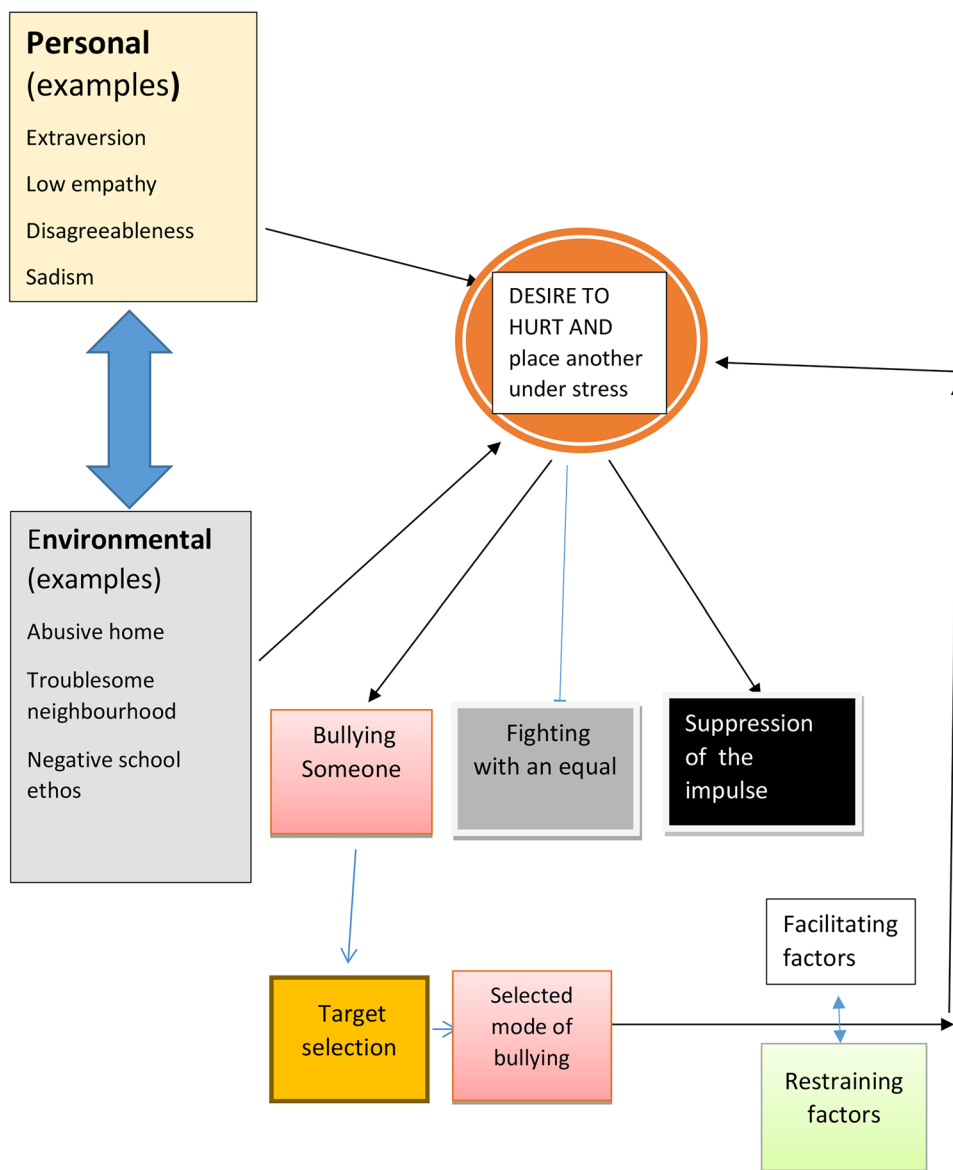 Personal
(examples)
Extraversion
Low empathy
Disagreeableness
Sadism
DESIRE TO
HURT AND
place another
under stress
Environmental
(examples)
Abusive home
Troublesome
neighbourhood
Negative school
ethos
Bullying
Someone
Fighting
with an equal
Suppression
of the
impulse
Target
selection
Selected
mode of
bullying
Facilitating
factors
Restraining
factors